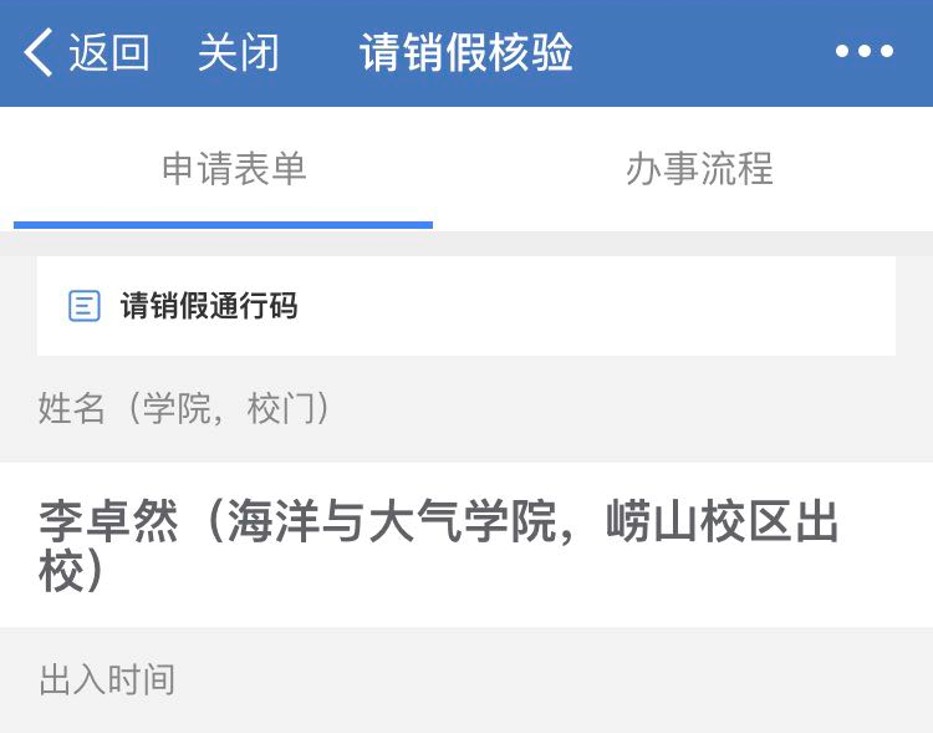 返回 关闭 请销假核验
申请表单 办事流程
请销假通行码
姓名（学院，校门）
李卓然（海洋与大气学院，崂山校区出
校）
出入时间